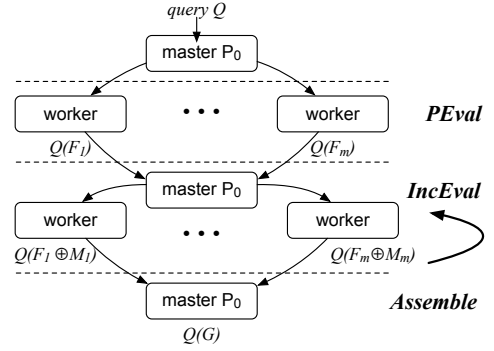 query Q
master P₀
worker • • • worker PEval
Q(F₁) Q(Fₘ)
master P₀ IncEval
worker • • • worker
Q(F₁ ⊕M₁) Q(Fₘ⊕Mₘ)
master P₀ Assemble
Q(G)